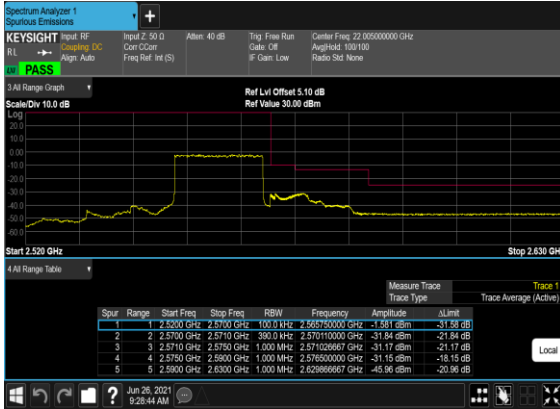 Spectrum Analyzer 1
Spurious Emissions
+
KEYSIGHT Input: RF Input Z: 50 Ω Atten: 40 dB Trig: Free Run Center Freq: 22.005000000 GHz
RL Coupling: DC Corr CCorr Gate: Off Avg|Hold: 100/100
Align: Auto Freq Ref: Int (S) IF Gain: Low Radio Std: None
PASS
3 All Range Graph
Ref Lvl Offset 5.10 dB
Scale/Div 10.0 dB Ref Value 30.00 dBm
Log
20.0
10.0
0.00
-10.0
-20.0
-30.0
-40.0
-50.0
-60.0
Start 2.520 GHz Stop 2.630 GH
4 All Range Table
Measure Trace Trace 1
Trace Type Trace Average (Active)
Spur Range Start Freq Stop Freq RBW Frequency Amplitude ΔLimit
1 1 2.5200 GHz 2.5700 GHz 100.0 kHz 2.565750000 GHz -1.581 dBm -31.58 dB
2 2 2.5700 GHz 2.5710 GHz 390.0 kHz 2.570110000 GHz -31.84 dBm -21.84 dB
3 3 2.5710 GHz 2.5750 GHz 1.000 MHz 2.571026667 GHz -31.17 dBm -21.17 dB
4 4 2.5750 GHz 2.5900 GHz 1.000 MHz 2.576500000 GHz -31.15 dBm -18.15 dB
5 5 2.5900 GHz 2.6300 GHz 1.000 MHz 2.629866667 GHz -45.96 dBm -20.96 dB
Local
?
Jun 26, 2021
9:28:44 AM